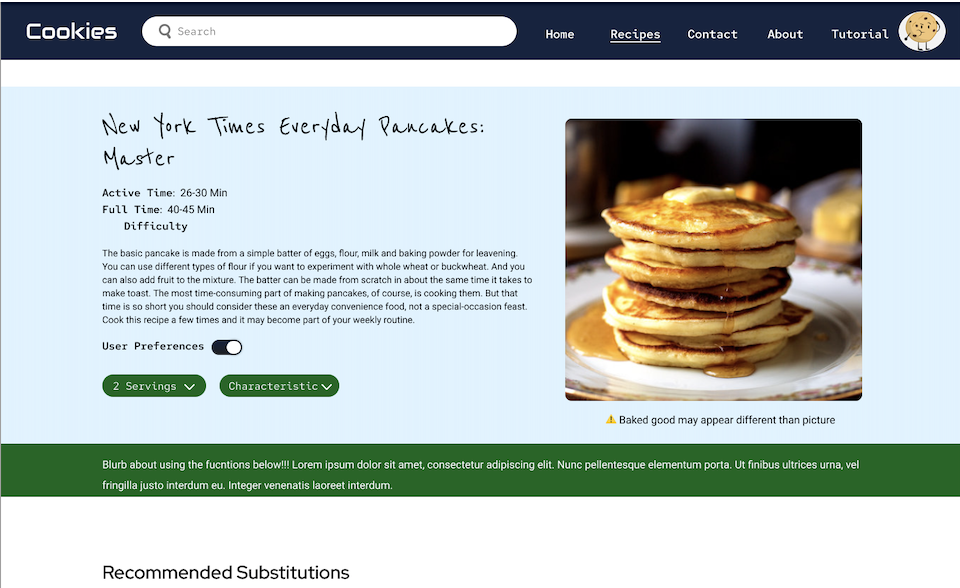 Cookies
Search
Home
Recipes
Contact
About
Tutorial
New York Times Everyday Pancakes:
Master
Active Time: 26-30 Min
Full Time: 40-45 Min
Difficulty
The basic pancake is made from a simple batter of eggs, flour, milk and baking powder for leavening.
You can use different types of flour if you want to experiment with whole wheat or buckwheat. And you
can also add fruit to the mixture. The batter can be made from scratch in about the same time it takes to
make toast. The most time-consuming part of making pancakes, of course, is cooking them. But that
time is so short you should consider these an everyday convenience food, not a special-occasion feast.
Cook this recipe a few times and it may become part of your weekly routine.
User Preferences
2 Servings
Characteristic
⚠️ Baked good may appear different than picture
Blurb about using the fucntions below!!! Lorem ipsum dolor sit amet, consectetur adipiscing elit. Nunc pellentesque elementum porta. Ut finibus ultrices urna, vel
fringilla justo interdum eu. Integer venenatis laoreet interdum.
Recommended Substitutions